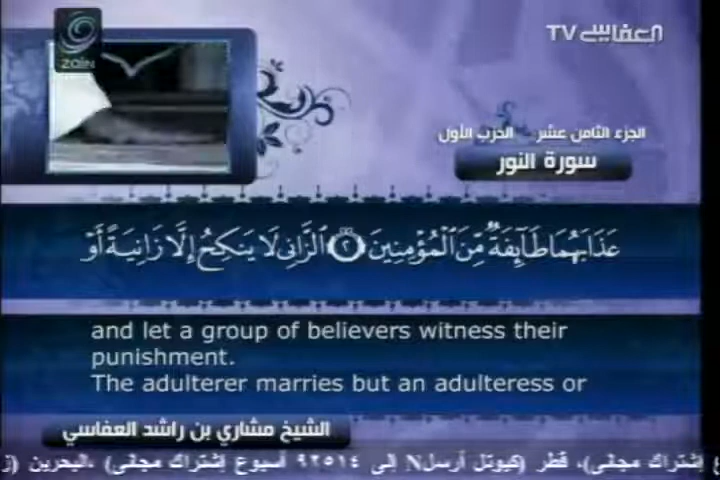 zain
العفاسي TV
الجزء الثامن عشر - الحزب الأول
سورة النور
عَذَابَهُمَا طَآئِفَةٌ مِّنَ ٱلْمُؤْمِنِينَ ٢ ٱلزَّانِى لَا يَنكِحُ إِلَّا زَانِيَةً أَوْ
and let a group of believers witness their
punishment.
The adulterer marries but an adulteress or
الشيخ مشاري بن راشد العفاسي
ع إشتراك مجاني)، قطر (كيوتل أرسلN إلى ٩٢٥١٤ أسبوع إشتراك مجاني) ،البحرين (ز